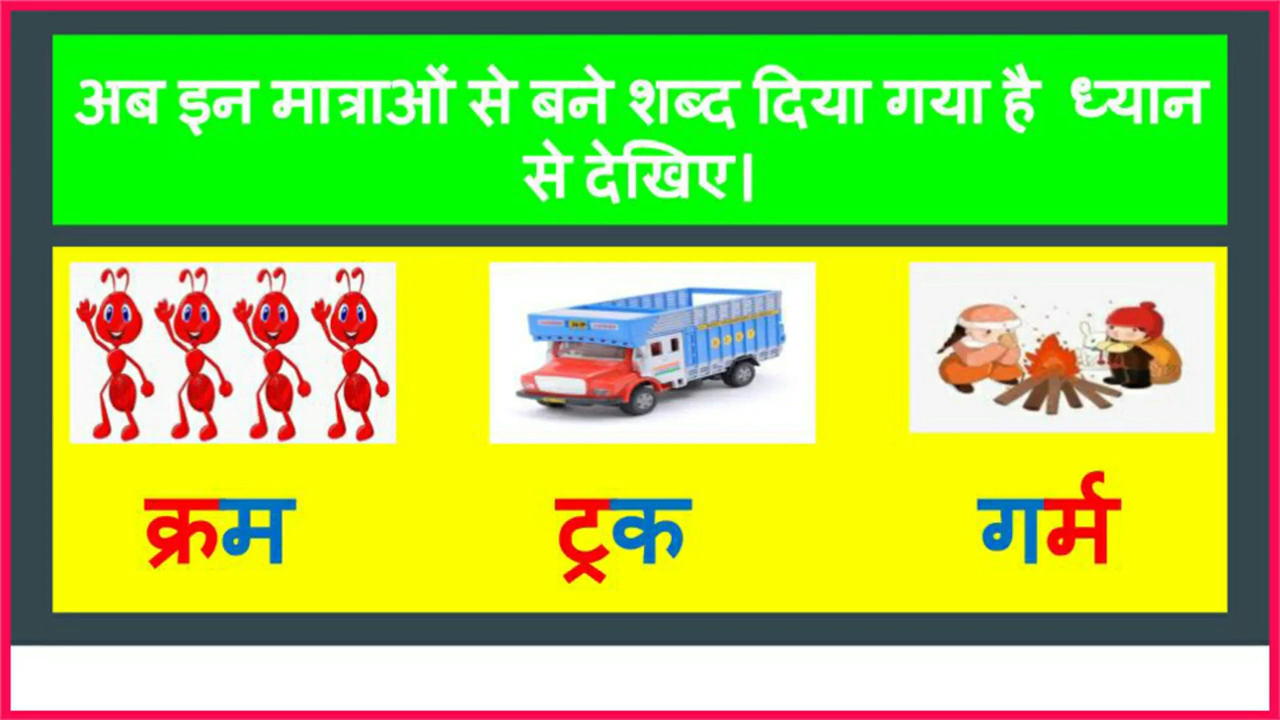 अब इन मात्राओं से बने शब्द दिया गया है ध्यान
से देखिए।
क्रम ट्रक गर्म